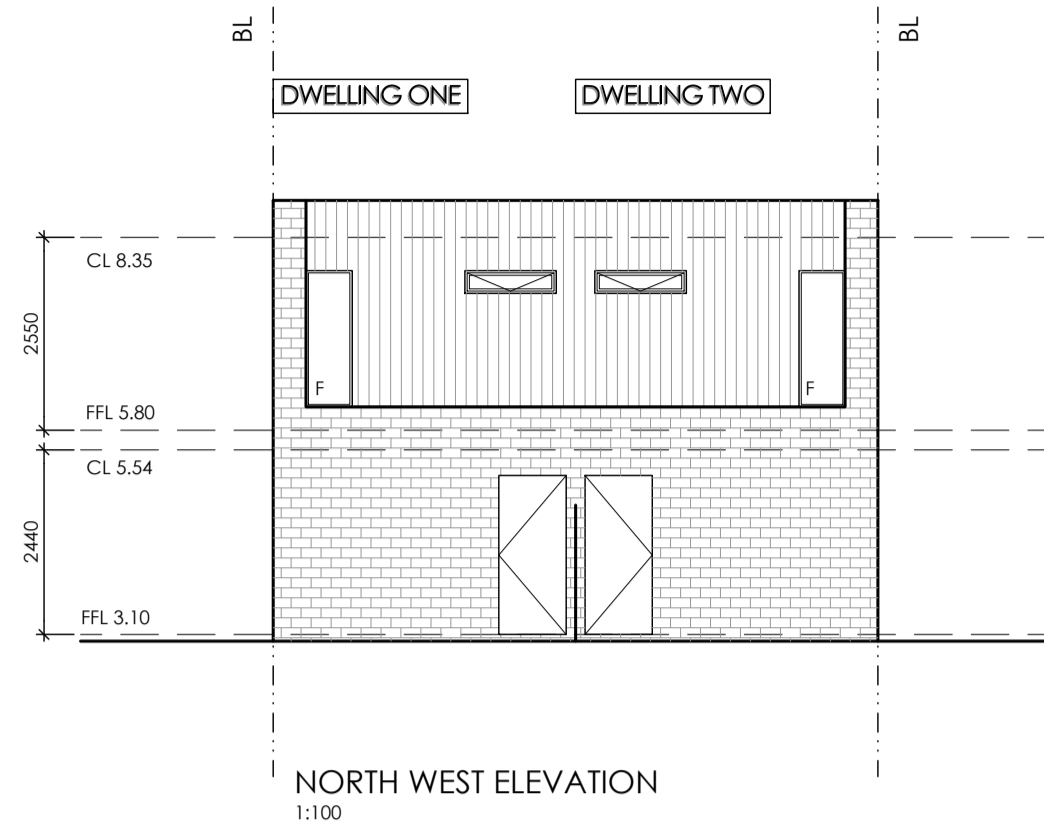 BL
BL
DWELLING ONE
DWELLING TWO
CL 8.35
2550
F
F
FFL 5.80
CL 5.54
2440
FFL 3.10
NORTH WEST ELEVATION
1:100